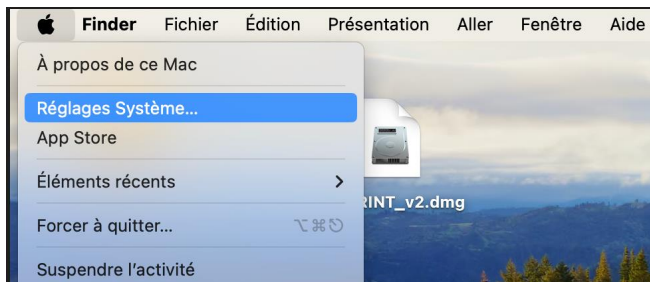 Finder Fichier Édition Présentation Aller Fenêtre Aide
À propos de ce Mac
Réglages Système...
App Store
Éléments récents
RINT_v2.dmg
Forcer à quitter... ⌥⌘⎋
Suspendre l'activité